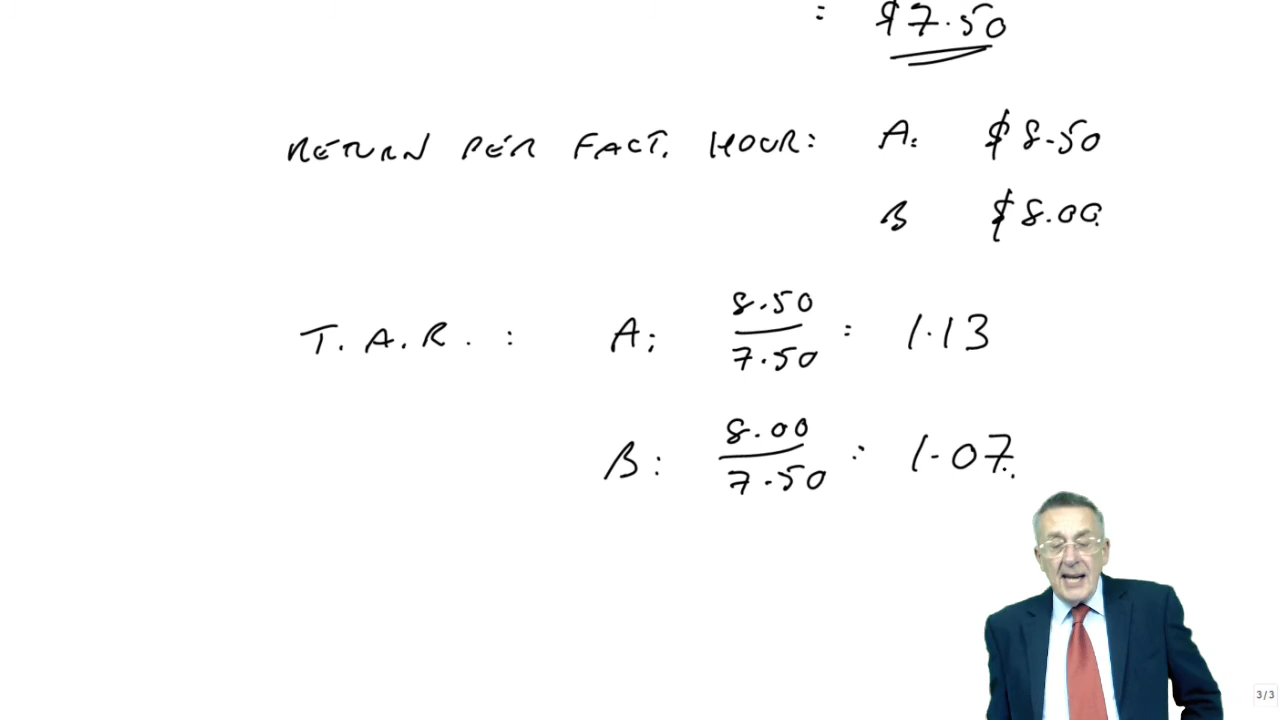 : $7.50
RETURN PER FACT. HOUR: A: $8.50
B $8.00
T.A.R. : A: 8.50/7.50 = 1.13
B: 8.00/7.50 = 1.07.
3/3